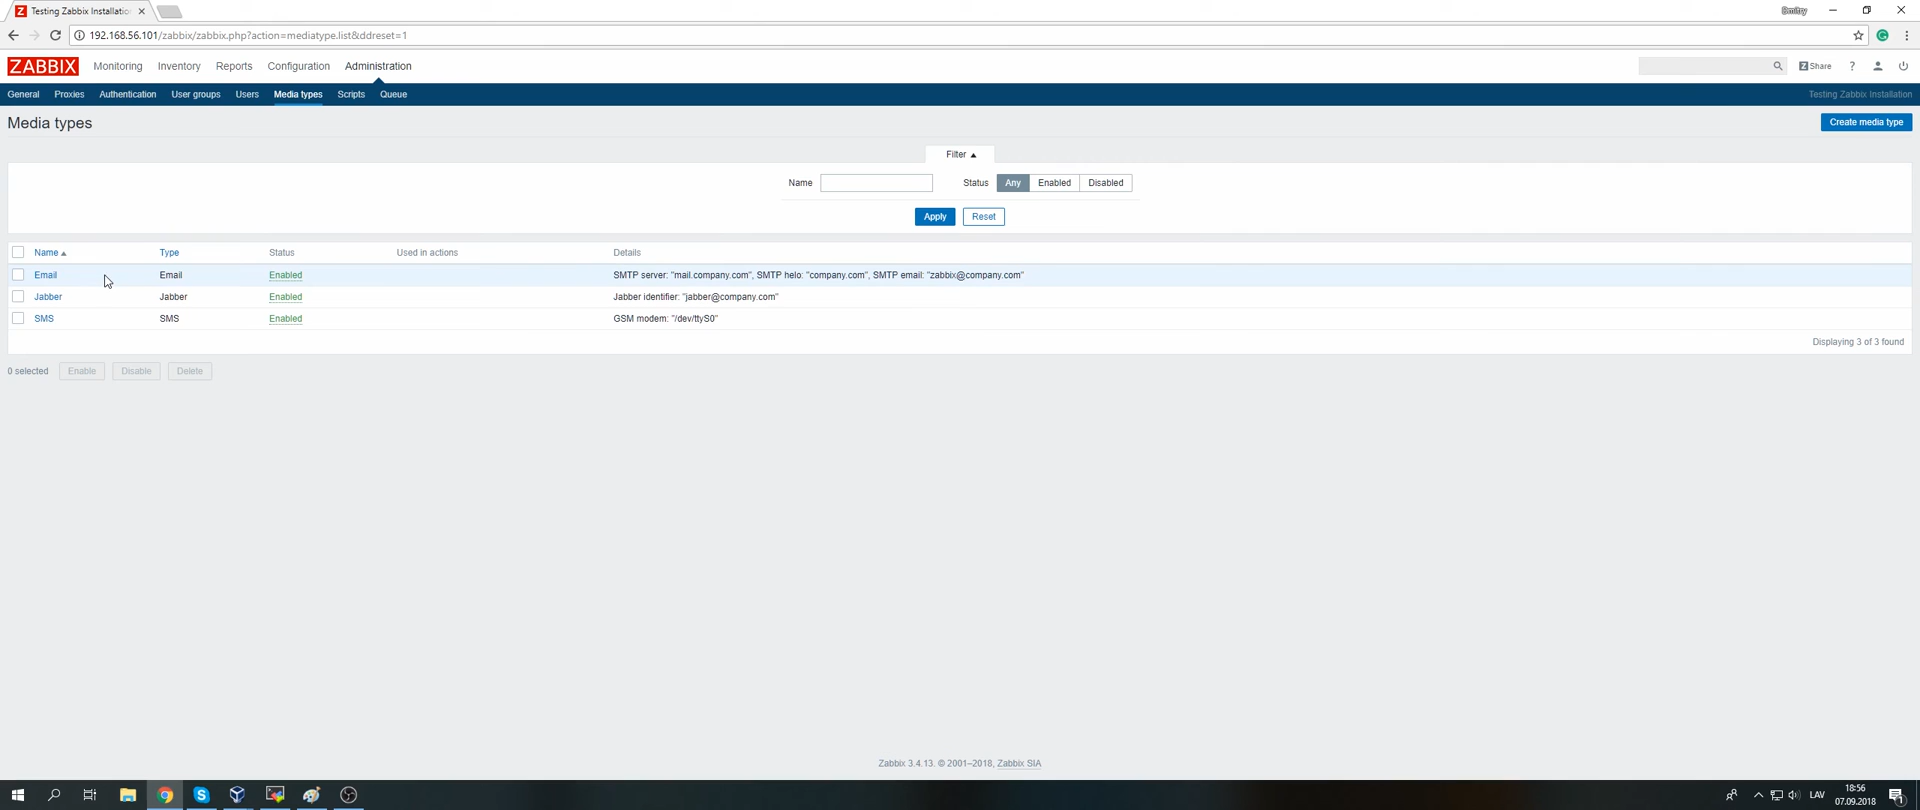 Testing Zabbix Installatio
Dmitry
192.168.56.101/zabbix/zabbix.php?action=mediatype.list&ddreset=1
ZABBIX Monitoring Inventory Reports Configuration Administration Share ?
General Proxies Authentication User groups Users Media types Scripts Queue Testing Zabbix Installation
Media types Create media type
Filter
Name Status Any Enabled Disabled
Apply Reset
Name Type Status Used in actions Details
Email Email Enabled SMTP server: "mail.company.com", SMTP helo: "company.com", SMTP email: "zabbix@company.com"
Jabber Jabber Enabled Jabber identifier: "jabber@company.com"
SMS SMS Enabled GSM modem: "/dev/ttyS0"
Displaying 3 of 3 found
0 selected Enable Disable Delete
Zabbix 3.4.13. © 2001–2018, Zabbix SIA
LAV
18:56
07.09.2018
1